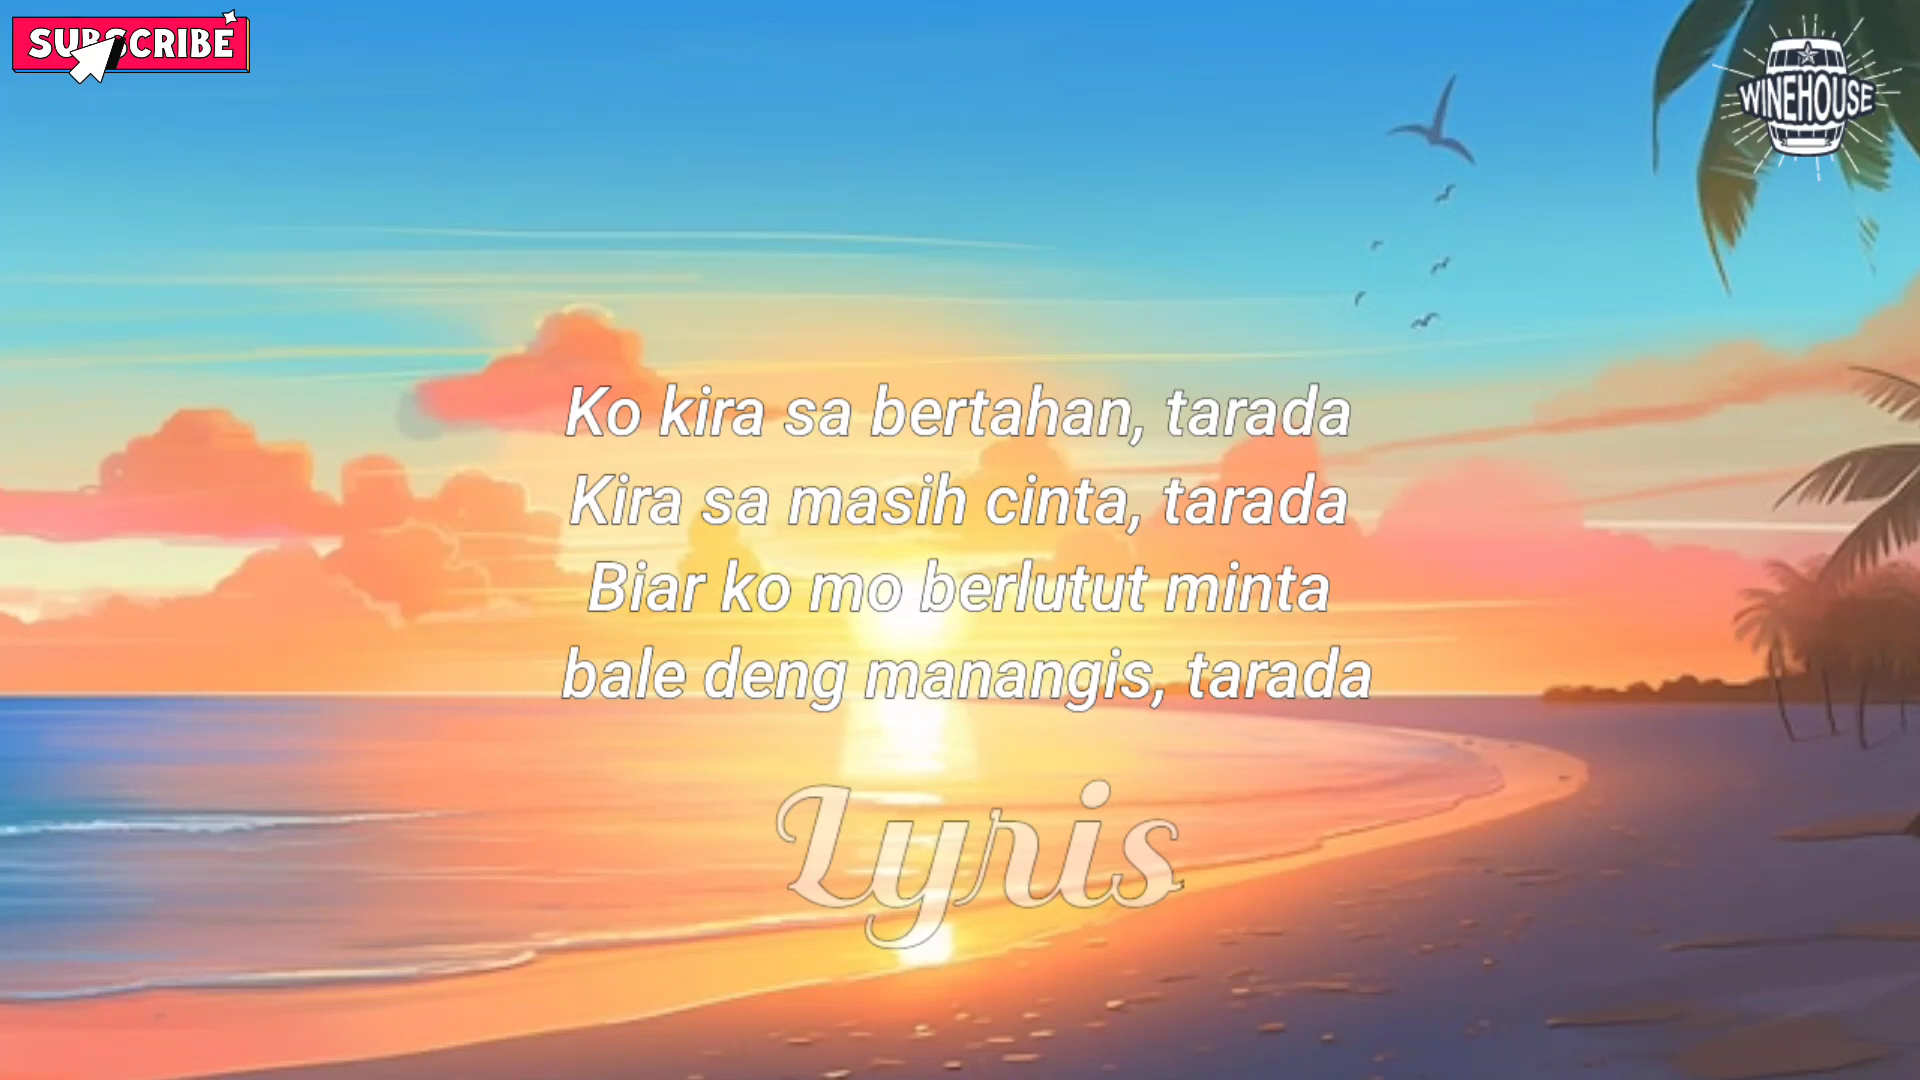 SUBSCRIBE
WINEHOUSE
Ko kira sa bertahan, tarada
Kira sa masih cinta, tarada
Biar ko mo berlutut minta
bale deng manangis, tarada
Lyris